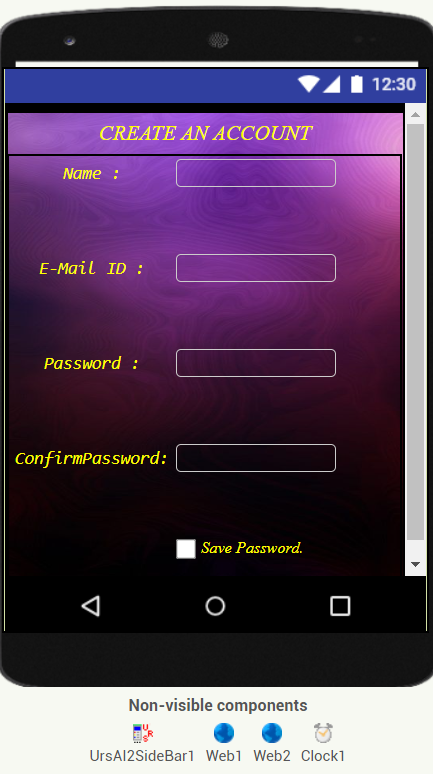 12:30
CREATE AN ACCOUNT
Name :
E-Mail ID :
Password :
ConfirmPassword:
Save Password.
Non-visible components
UrsAI2SideBar1 Web1 Web2 Clock1